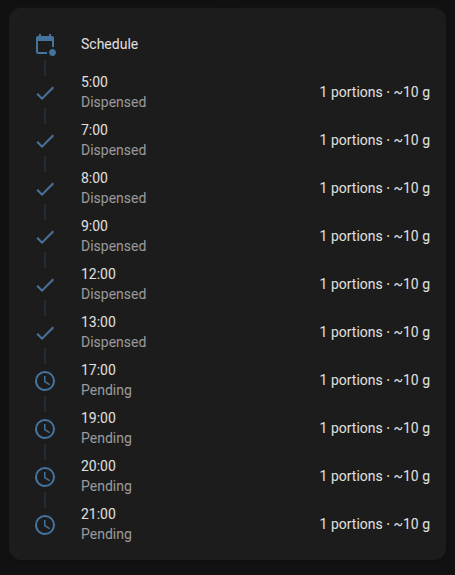 Schedule
5:00
Dispensed
1 portions · ~10 g
7:00
Dispensed
1 portions · ~10 g
8:00
Dispensed
1 portions · ~10 g
9:00
Dispensed
1 portions · ~10 g
12:00
Dispensed
1 portions · ~10 g
13:00
Dispensed
1 portions · ~10 g
17:00
Pending
1 portions · ~10 g
19:00
Pending
1 portions · ~10 g
20:00
Pending
1 portions · ~10 g
21:00
Pending
1 portions · ~10 g